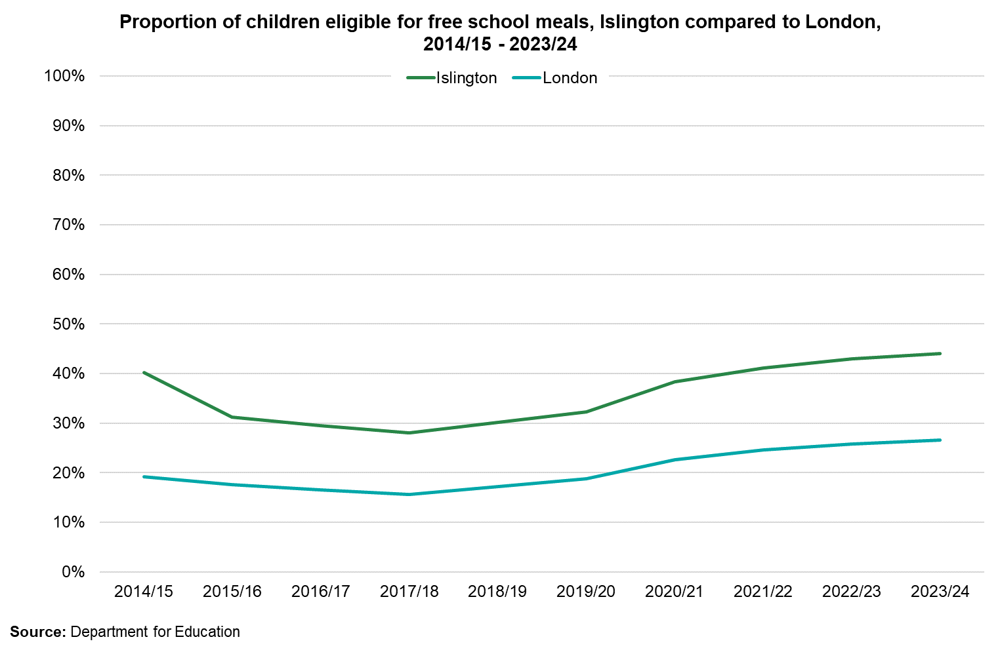 Proportion of children eligible for free school meals, Islington compared to London,
2014/15 - 2023/24
Islington London
100%
90%
80%
70%
60%
50%
40%
30%
20%
10%
0%
2014/15 2015/16 2016/17 2017/18 2018/19 2019/20 2020/21 2021/22 2022/23 2023/24
Source: Department for Education